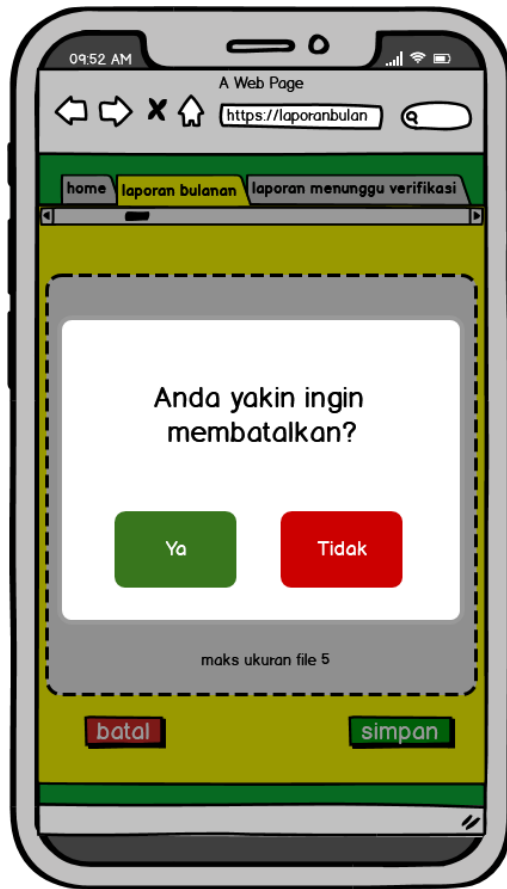 09:52 AM
A Web Page
https://laporanbulan
home
laporan bulanan
laporan menunggu verifikasi
Anda yakin ingin
membatalkan?
Ya
Tidak
maks ukuran file 5
batal
simpan